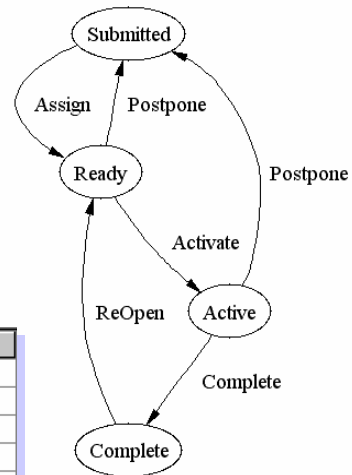 Submitted
Assign
Postpone
Ready
Postpone
Activate
ReOpen
Active
Complete
Complete